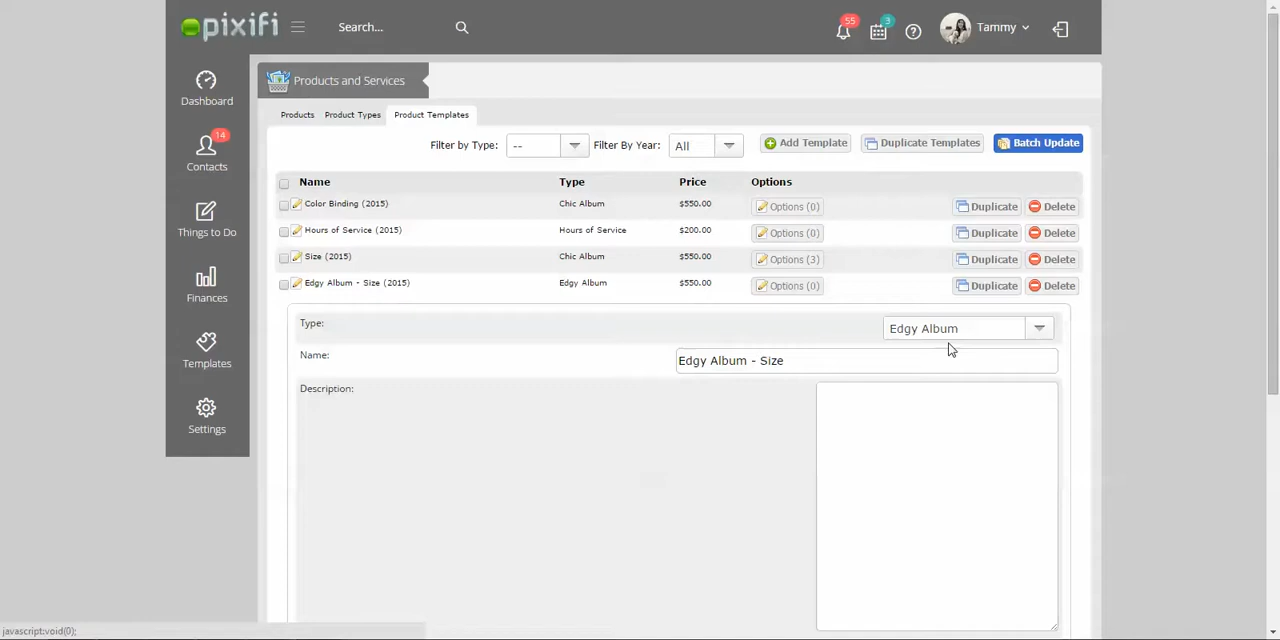 pixifi
Search...
55
3
Tammy
Dashboard
14
Contacts
Things to Do
Finances
Templates
Settings
Products and Services
Products
Product Types
Product Templates
Filter by Type:
--
Filter By Year:
All
Add Template
Duplicate Templates
Batch Update
Name Type Price Options
Color Binding (2015) Chic Album $550.00 Options (0) Duplicate Delete
Hours of Service (2015) Hours of Service $200.00 Options (0) Duplicate Delete
Size (2015) Chic Album $550.00 Options (3) Duplicate Delete
Edgy Album - Size (2015) Edgy Album $550.00 Options (0) Duplicate Delete
Type: Edgy Album
Name: Edgy Album - Size
Description:
javascript:void(0);